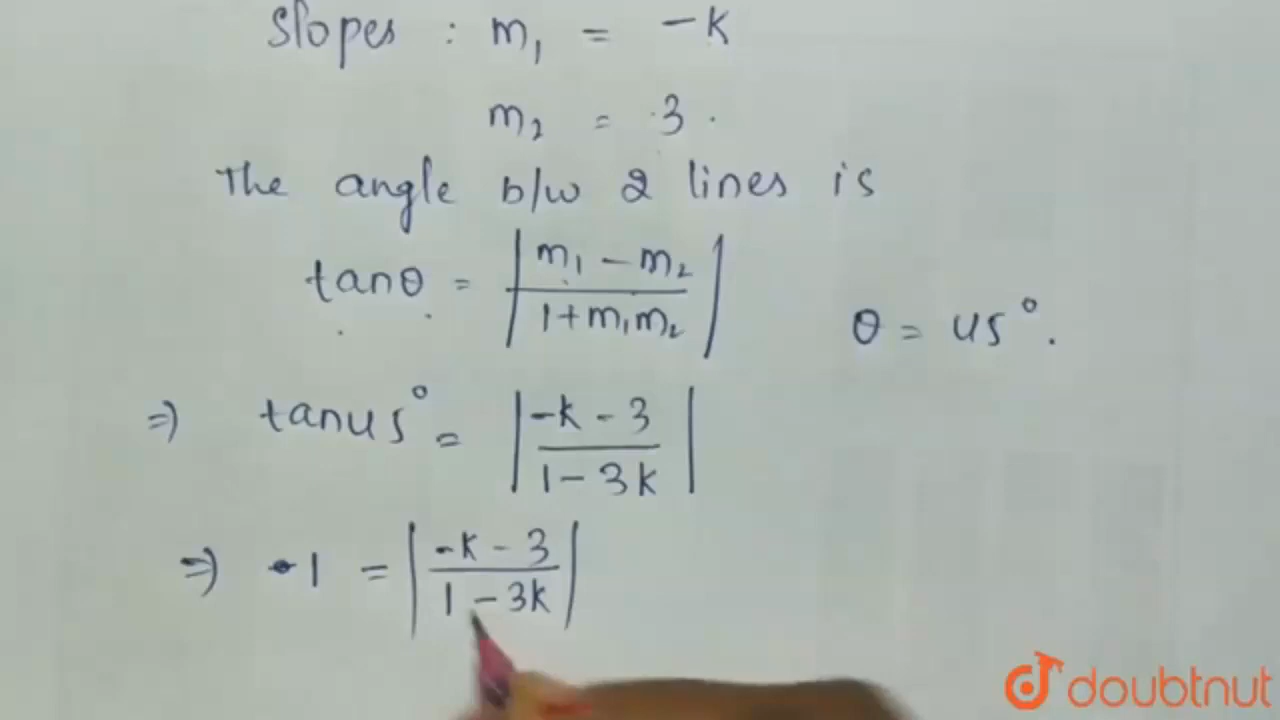 Slopes : m₁ = -k
m₂ = 3.
The angle b/w 2 lines is
tanθ = |m₁ - m₂ / 1+m₁m₂|
θ = 45°.
⇒ tan45° = |-k - 3 / 1 - 3k|
⇒ -1 = |-k - 3 / 1 - 3k|
doubtnut